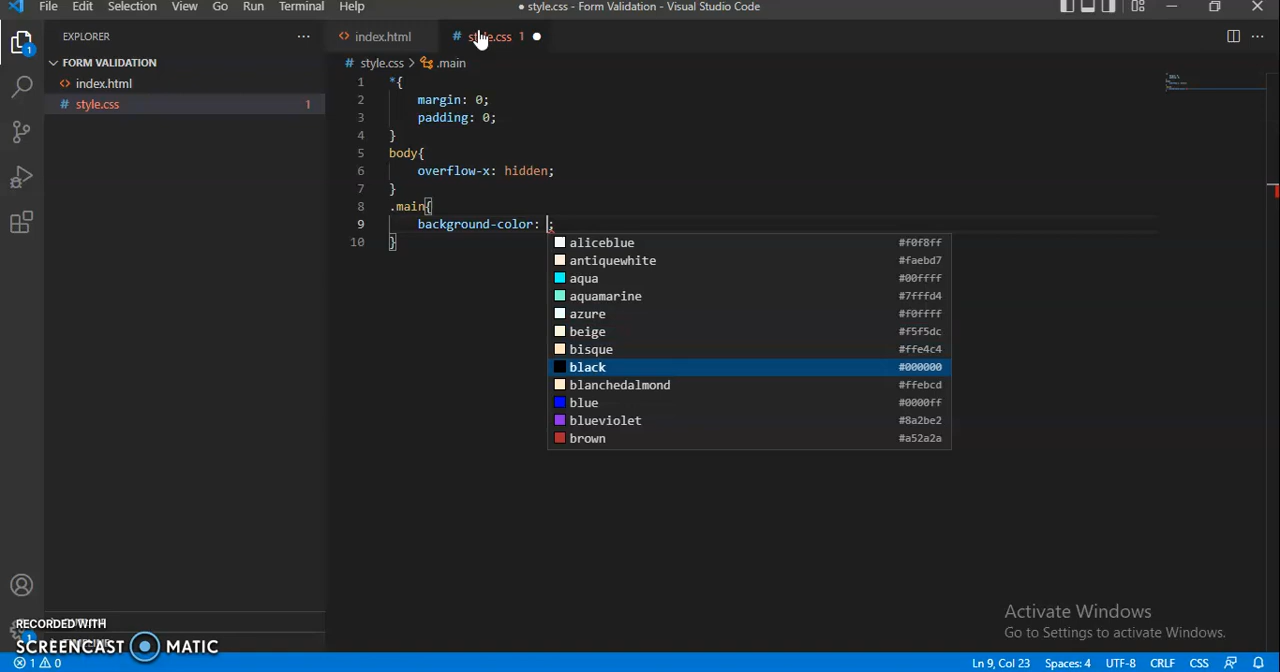 File Edit Selection View Go Run Terminal Help
● style.css - Form Validation - Visual Studio Code
EXPLORER ···
<> index.html
# style.css 1 ●
1
FORM VALIDATION
<> index.html
# style.css 1
# style.css > .main
1 *{
2 margin: 0;
3 padding: 0;
4 }
5 body{
6 overflow-x: hidden;
7 }
8 .main{
9 background-color: ;
10 }
aliceblue #f0f8ff
antiquewhite #faebd7
aqua #00ffff
aquamarine #7fffd4
azure #f0ffff
beige #f5f5dc
bisque #ffe4c4
black #000000
blanchedalmond #ffebcd
blue #0000ff
blueviolet #8a2be2
brown #a52a2a
Activate Windows
Go to Settings to activate Windows.
RECORDED WITH
SCREENCAST MATIC
1
1 0
Ln 9, Col 23 Spaces: 4 UTF-8 CRLF CSS